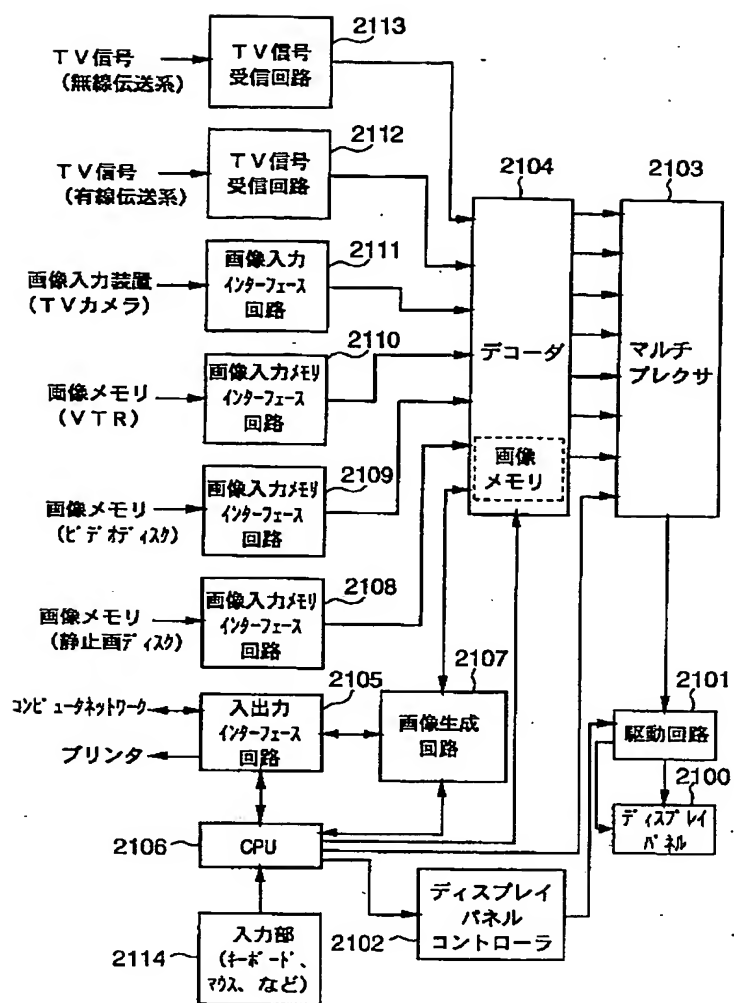 TV信号
(無線伝送系)
TV信号
受信回路
2113
TV信号
(有線伝送系)
TV信号
受信回路
2112
画像入力装置
(TVカメラ)
画像入力
インターフェース
回路
2111
画像メモリ
(VTR)
画像入力メモリ
インターフェース
回路
2110
画像メモリ
(ビデオディスク)
画像入力メモリ
インターフェース
回路
2109
画像メモリ
(静止画ディスク)
画像入力メモリ
インターフェース
回路
2108
2104
デコーダ
画像
メモリ
2103
マルチ
プレクサ
コンピュータネットワーク
プリンタ
入出力
インターフェース
回路
2105
画像生成
回路
2107
2101
駆動回路
2100
ディスプレイ
パネル
2106
CPU
ディスプレイ
パネル
コントローラ
2102
2114
入力部
(キーボード、
マウス、など)